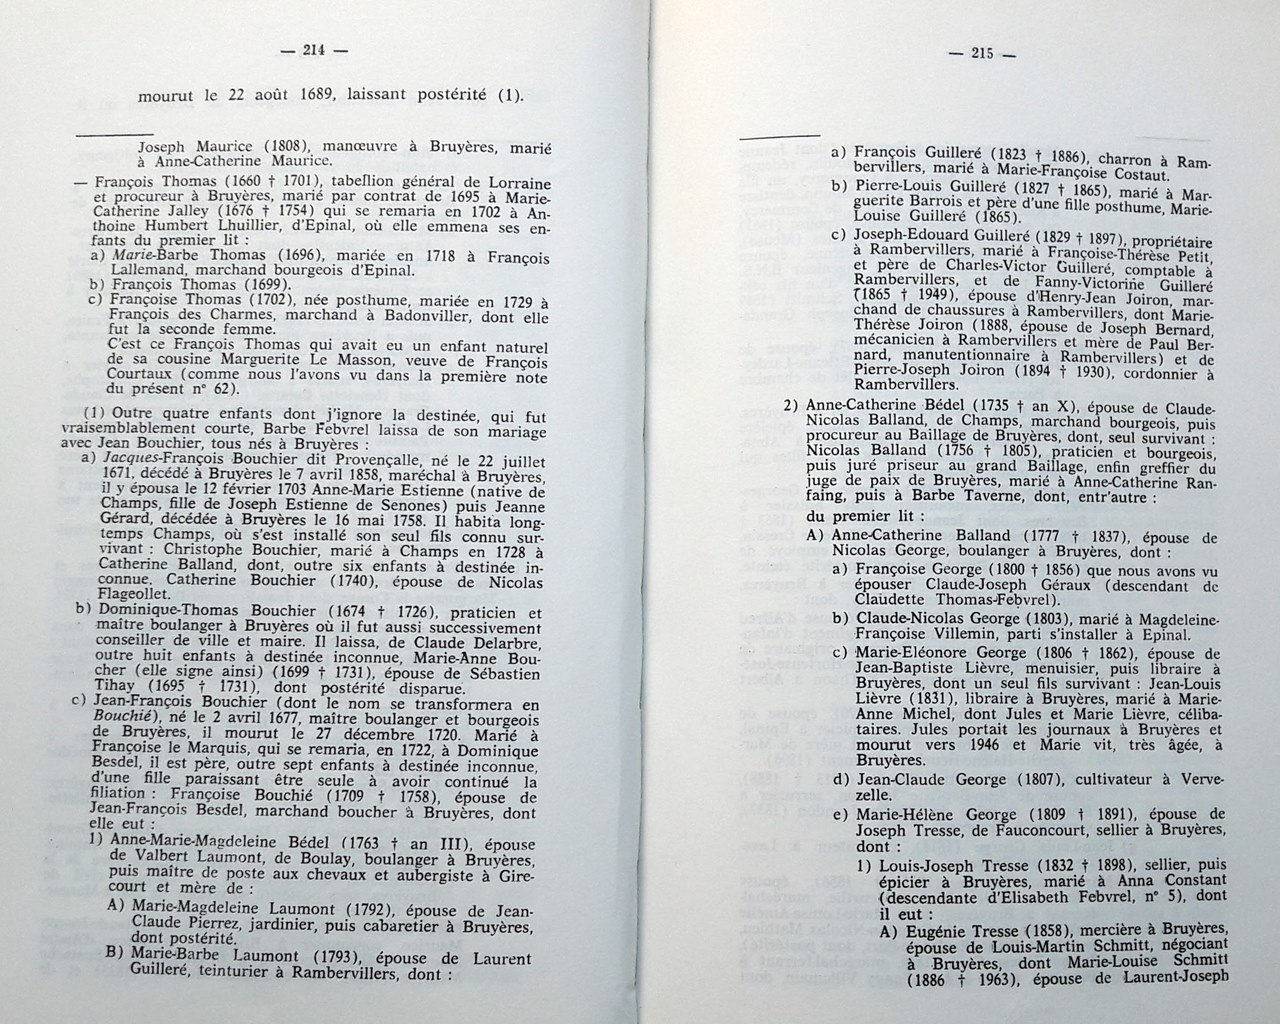 — 214 —
mourut le 22 août 1689, laissant postérité (1).
Joseph Maurice (1808), manœuvre à Bruyères, marié
à Anne-Catherine Maurice.
— François Thomas (1660 † 1701), tabellion général de Lorraine
et procureur à Bruyères, marié par contrat de 1695 à Marie-
Catherine Jalley (1676 † 1754) qui se remaria en 1702 à An-
thoine Humbert Lhuillier, d'Epinal, où elle emmena ses en-
fants du premier lit :
a) Marie-Barbe Thomas (1696), mariée en 1718 à François
Lallemand, marchand bourgeois d'Epinal.
b) François Thomas (1699).
c) Françoise Thomas (1702), née posthume, mariée en 1729 à
François des Charmes, marchand à Badonviller, dont elle
fut la seconde femme.
C'est ce François Thomas qui avait eu un enfant naturel
de sa cousine Marguerite Le Masson, veuve de François
Courtaux (comme nous l'avons vu dans la première note
du présent n° 62).
(1) Outre quatre enfants dont j'ignore la destinée, qui fut
vraisemblablement courte, Barbe Febvrel laissa de son mariage
avec Jean Bouchier, tous nés à Bruyères :
a) Jacques-François Bouchier dit Provençalle, né le 22 juillet
1671, décédé à Bruyères le 7 avril 1858, maréchal à Bruyères,
il y épousa le 12 février 1703 Anne-Marie Estienne (native de
Champs, fille de Joseph Estienne de Senones) puis Jeanne
Gérard, décédée à Bruyères le 16 mai 1758. Il habita long-
temps Champs, où s'est installé son seul fils connu sur-
vivant : Christophe Bouchier, marié à Champs en 1728 à
Catherine Balland, dont, outre six enfants à destinée in-
connue, Catherine Bouchier (1740), épouse de Nicolas
Flageollet.
b) Dominique-Thomas Bouchier (1674 † 1726), praticien et
maître boulanger à Bruyères où il fut aussi successivement
conseiller de ville et maire. Il laissa, de Claude Delarbre,
outre huit enfants à destinée inconnue, Marie-Anne Bou-
cher (elle signe ainsi) (1699 † 1731), épouse de Sébastien
Tihay (1695 † 1731), dont postérité disparue.
c) Jean-François Bouchier (dont le nom se transformera en
Bouchié), né le 2 avril 1677, maître boulanger et bourgeois
de Bruyères, il mourut le 27 décembre 1720. Marié à
Françoise le Marquis, qui se remaria, en 1722, à Dominique
Besdel, il est père, outre sept enfants à destinée inconnue,
d'une fille paraissant être seule à avoir continué la
filiation : Françoise Bouchié (1709 † 1758), épouse de
Jean-François Besdel, marchand boucher à Bruyères, dont
elle eut :
1) Anne-Marie-Magdeleine Bédel (1763 † an III), épouse
de Valbert Laumont, de Boulay, boulanger à Bruyères,
puis maître de poste aux chevaux et aubergiste à Gire-
court et mère de :
A) Marie-Magdeleine Laumont (1792), épouse de Jean-
Claude Pierrez, jardinier, puis cabaretier à Bruyères,
dont postérité.
B) Marie-Barbe Laumont (1793), épouse de Laurent
Guilleré, teinturier à Rambervillers, dont :
— 215 —
a) François Guilleré (1823 † 1886), charron à Ram-
bervillers, marié à Marie-Françoise Costaut.
b) Pierre-Louis Guilleré (1827 † 1865), marié à Mar-
guerite Barrois et père d'une fille posthume, Marie-
Louise Guilleré (1865).
c) Joseph-Edouard Guilleré (1829 † 1897), propriétaire
à Rambervillers, marié à Françoise-Thérèse Petit,
et père de Charles-Victor Guilleré, comptable à
Rambervillers, et de Fanny-Victorine Guilleré
(1865 † 1949), épouse d'Henry-Jean Joiron, mar-
chand de chaussures à Rambervillers, dont Marie-
Thérèse Joiron (1888, épouse de Joseph Bernard,
mécanicien à Rambervillers et mère de Paul Ber-
nard, manutentionnaire à Rambervillers) et de
Pierre-Joseph Joiron (1894 † 1930), cordonnier à
Rambervillers.
2) Anne-Catherine Bédel (1735 † an X), épouse de Claude-
Nicolas Balland, de Champs, marchand bourgeois, puis
procureur au Baillage de Bruyères, dont, seul survivant :
Nicolas Balland (1756 † 1805), praticien et bourgeois,
puis juré priseur au grand Baillage, enfin greffier du
juge de paix de Bruyères, marié à Anne-Catherine Ran-
faing, puis à Barbe Taverne, dont, entr'autre :
du premier lit :
A) Anne-Catherine Balland (1777 † 1837), épouse de
Nicolas George, boulanger à Bruyères, dont :
a) Françoise George (1800 † 1856) que nous avons vu
épouser Claude-Joseph Géraux (descendant de
Claudette Thomas-Febvrel).
b) Claude-Nicolas George (1803), marié à Magdeleine-
Françoise Villemin, parti s'installer à Epinal.
c) Marie-Eléonore George (1806 † 1862), épouse de
Jean-Baptiste Lièvre, menuisier, puis libraire à
Bruyères, dont un seul fils survivant : Jean-Louis
Lièvre (1831), libraire à Bruyères, marié à Marie-
Anne Michel, dont Jules et Marie Lièvre, céliba-
taires. Jules portait les journaux à Bruyères et
mourut vers 1946 et Marie vit, très âgée, à
Bruyères.
d) Jean-Claude George (1807), cultivateur à Verve-
zelle.
e) Marie-Hélène George (1809 † 1891), épouse de
Joseph Tresse, de Fauconcourt, sellier à Bruyères,
dont :
1) Louis-Joseph Tresse (1832 † 1898), sellier, puis
épicier à Bruyères, marié à Anna Constant
(descendante d'Elisabeth Febvrel, n° 5), dont
il eut :
A) Eugénie Tresse (1858), mercière à Bruyères,
épouse de Louis-Martin Schmitt, négociant
à Bruyères, dont Marie-Louise Schmitt
(1886 † 1963), épouse de Laurent-Joseph